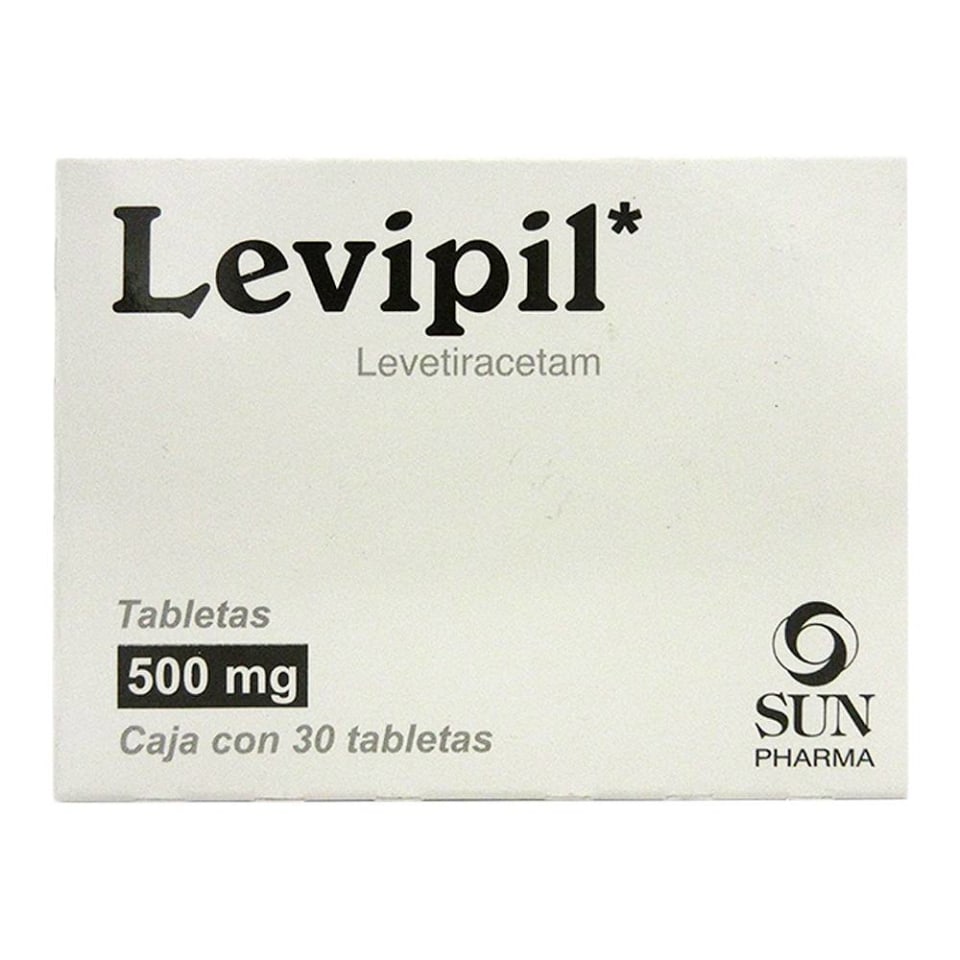 Levipil*
Levetiracetam
Tabletas
500 mg
Caja con 30 tabletas
SUN
PHARMA